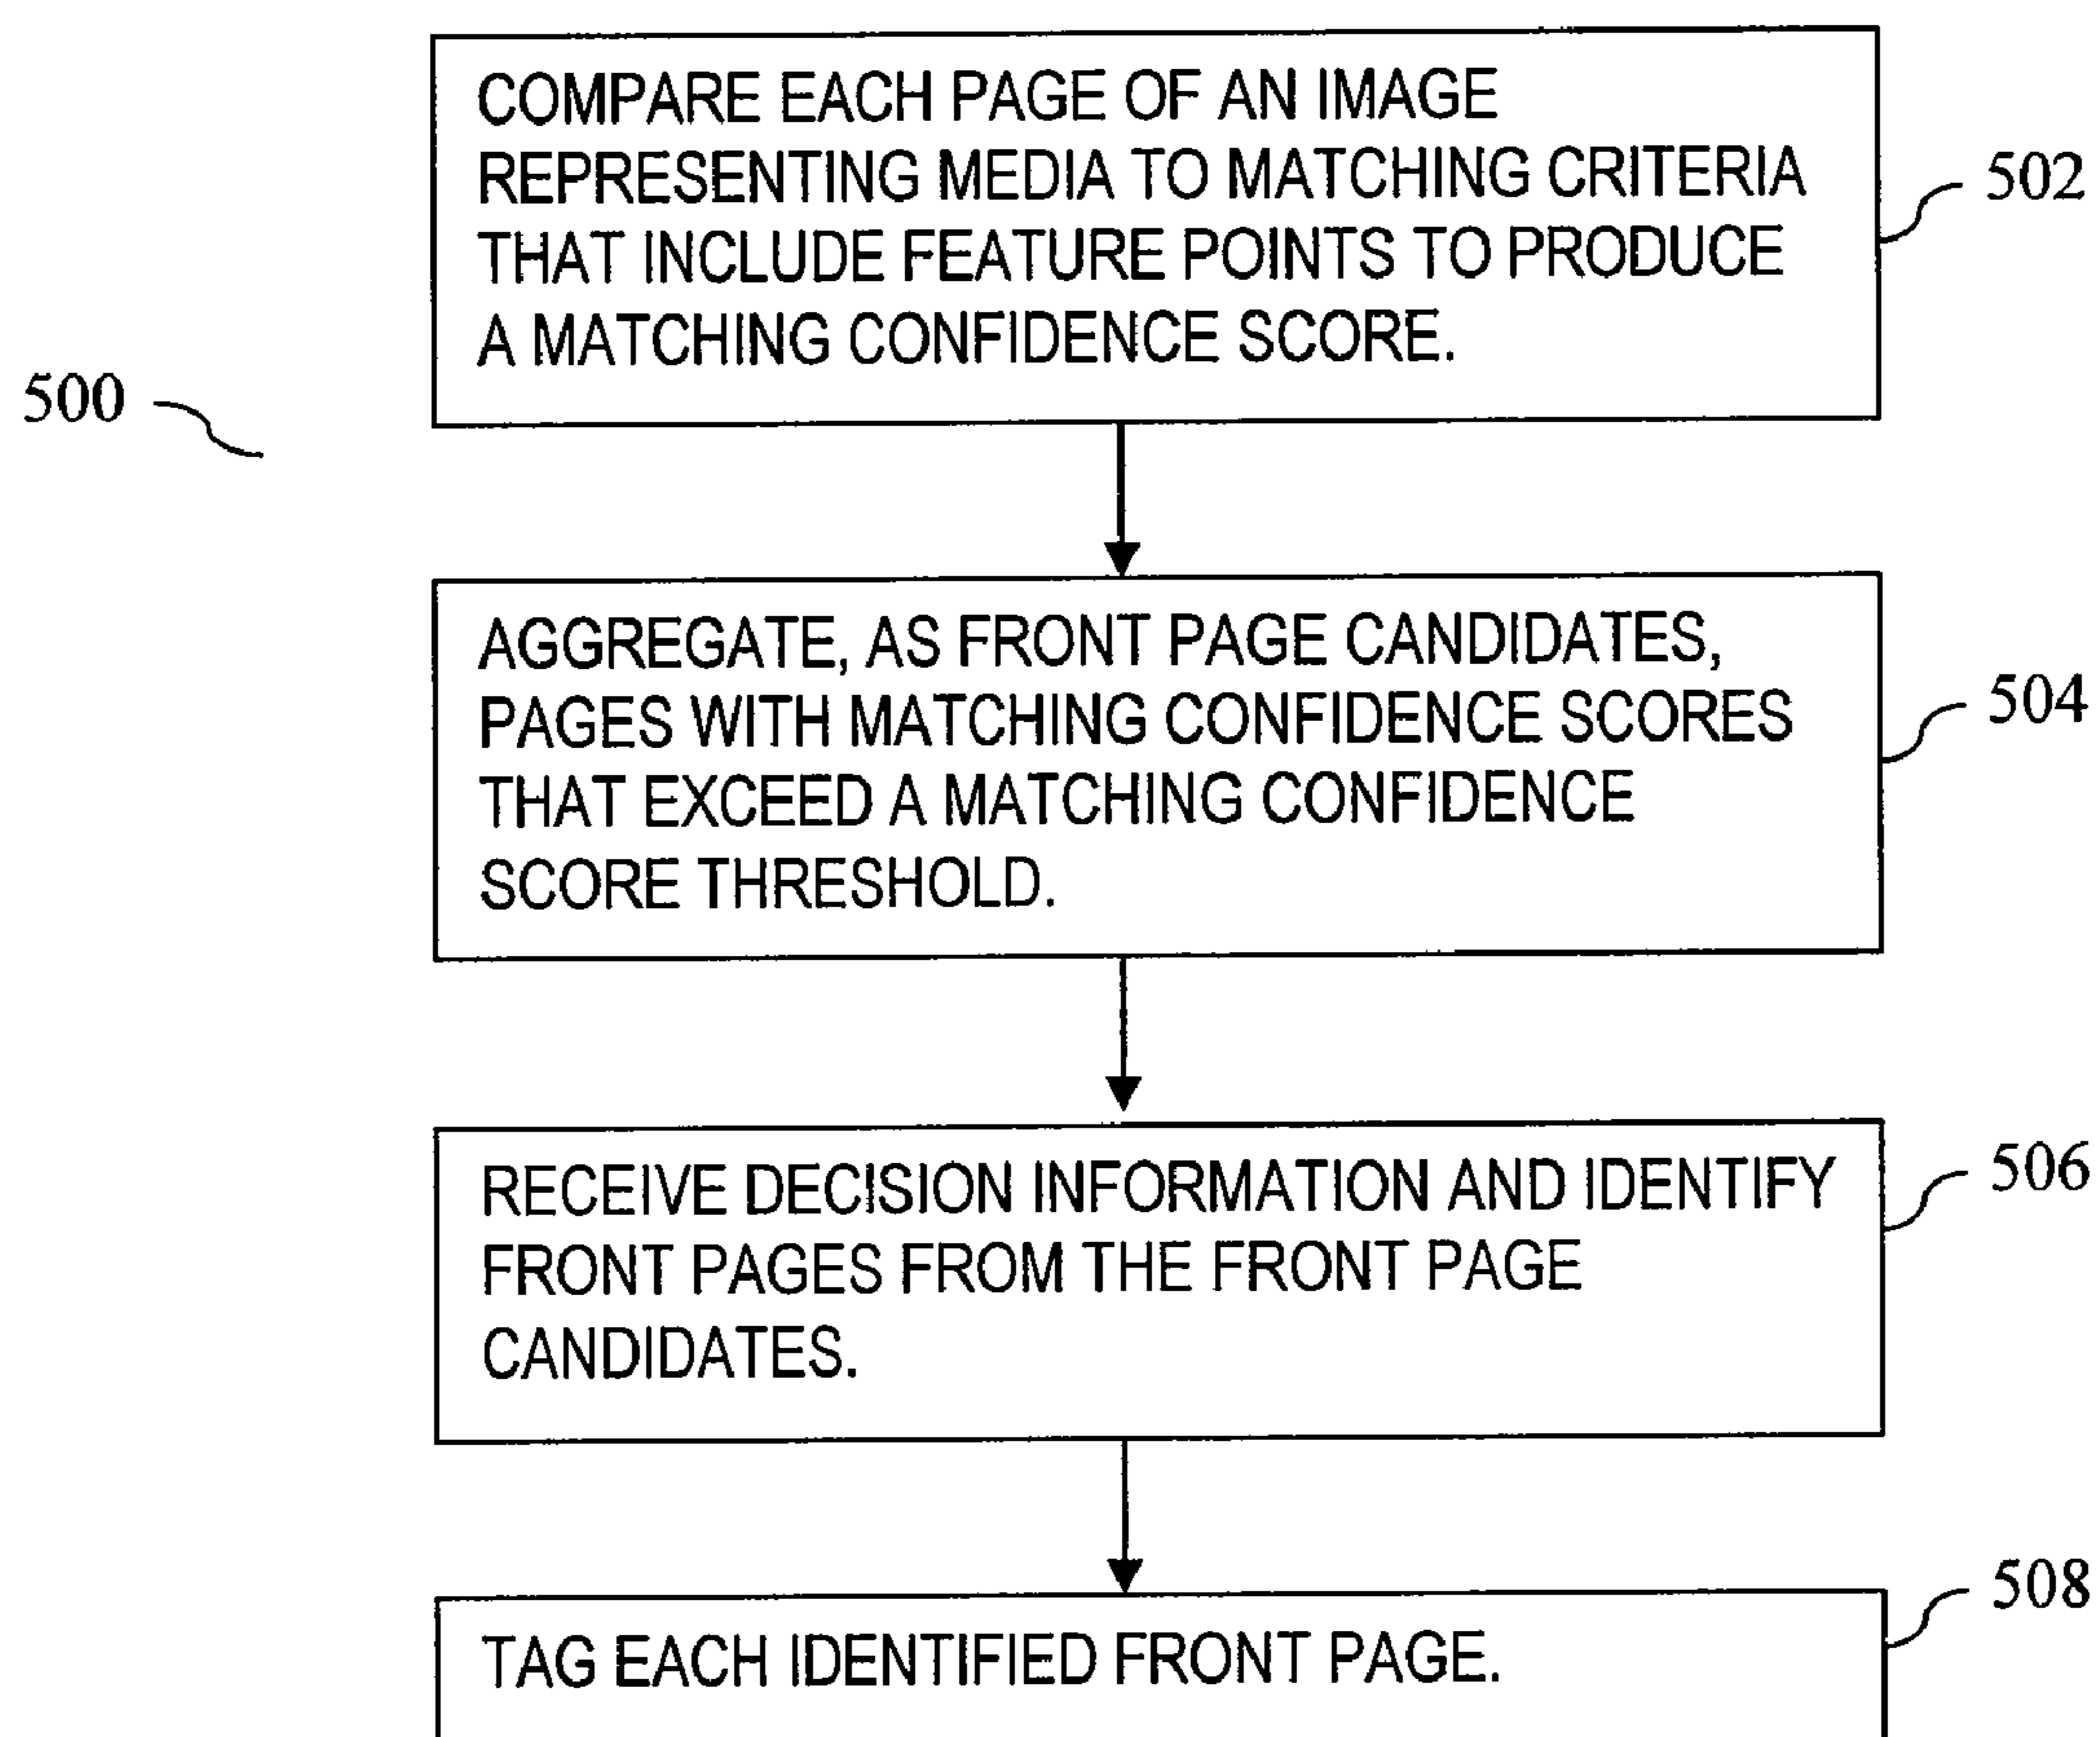 COMPARE EACH PAGE OF AN IMAGE
REPRESENTING MEDIA TO MATCHING CRITERIA
THAT INCLUDE FEATURE POINTS TO PRODUCE
A MATCHING CONFIDENCE SCORE.
502
500
AGGREGATE, AS FRONT PAGE CANDIDATES,
PAGES WITH MATCHING CONFIDENCE SCORES
THAT EXCEED A MATCHING CONFIDENCE
SCORE THRESHOLD.
504
RECEIVE DECISION INFORMATION AND IDENTIFY
FRONT PAGES FROM THE FRONT PAGE
CANDIDATES.
506
TAG EACH IDENTIFIED FRONT PAGE.
508